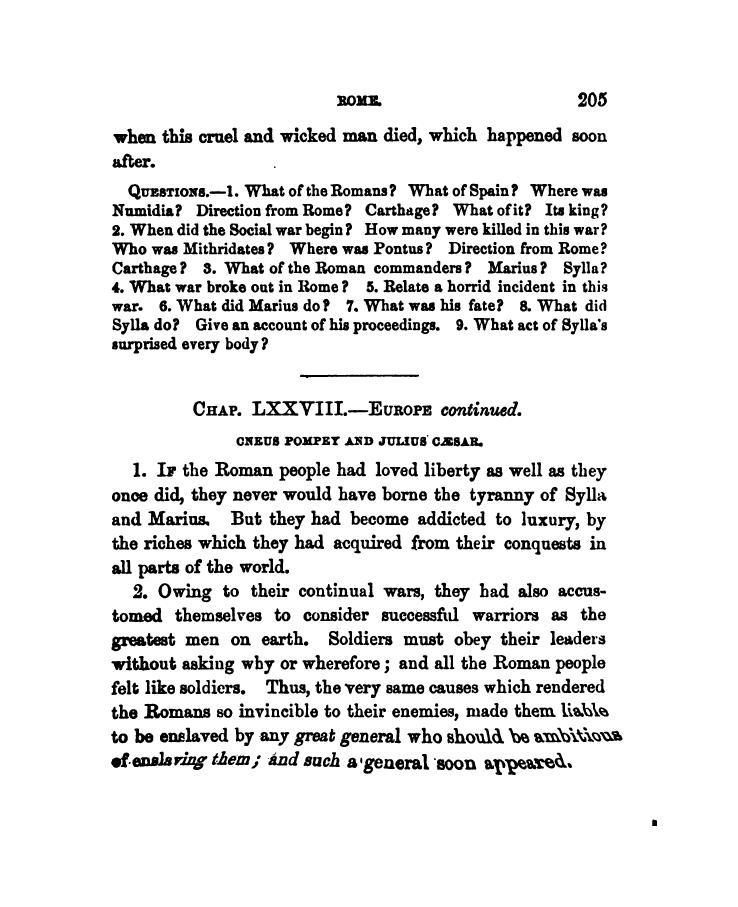 ROME. 205
when this cruel and wicked man died, which happened soon
after.
QUESTIONS.—1. What of the Romans? What of Spain? Where was
Numidia? Direction from Rome? Carthage? What of it? Its king?
2. When did the Social war begin? How many were killed in this war?
Who was Mithridates? Where was Pontus? Direction from Rome?
Carthage? 3. What of the Roman commanders? Marius? Sylla?
4. What war broke out in Rome? 5. Relate a horrid incident in this
war. 6. What did Marius do? 7. What was his fate? 8. What did
Sylla do? Give an account of his proceedings. 9. What act of Sylla's
surprised every body?
CHAP. LXXVIII.—EUROPE continued.
CNEUS POMPEY AND JULIUS CÆSAR.
1. IF the Roman people had loved liberty as well as they
once did, they never would have borne the tyranny of Sylla
and Marius. But they had become addicted to luxury, by
the riches which they had acquired from their conquests in
all parts of the world.
2. Owing to their continual wars, they had also accus-
tomed themselves to consider successful warriors as the
greatest men on earth. Soldiers must obey their leaders
without asking why or wherefore; and all the Roman people
felt like soldiers. Thus, the very same causes which rendered
the Romans so invincible to their enemies, made them liable
to be enslaved by any great general who should be ambitious
of enslaving them; and such a general soon appeared.